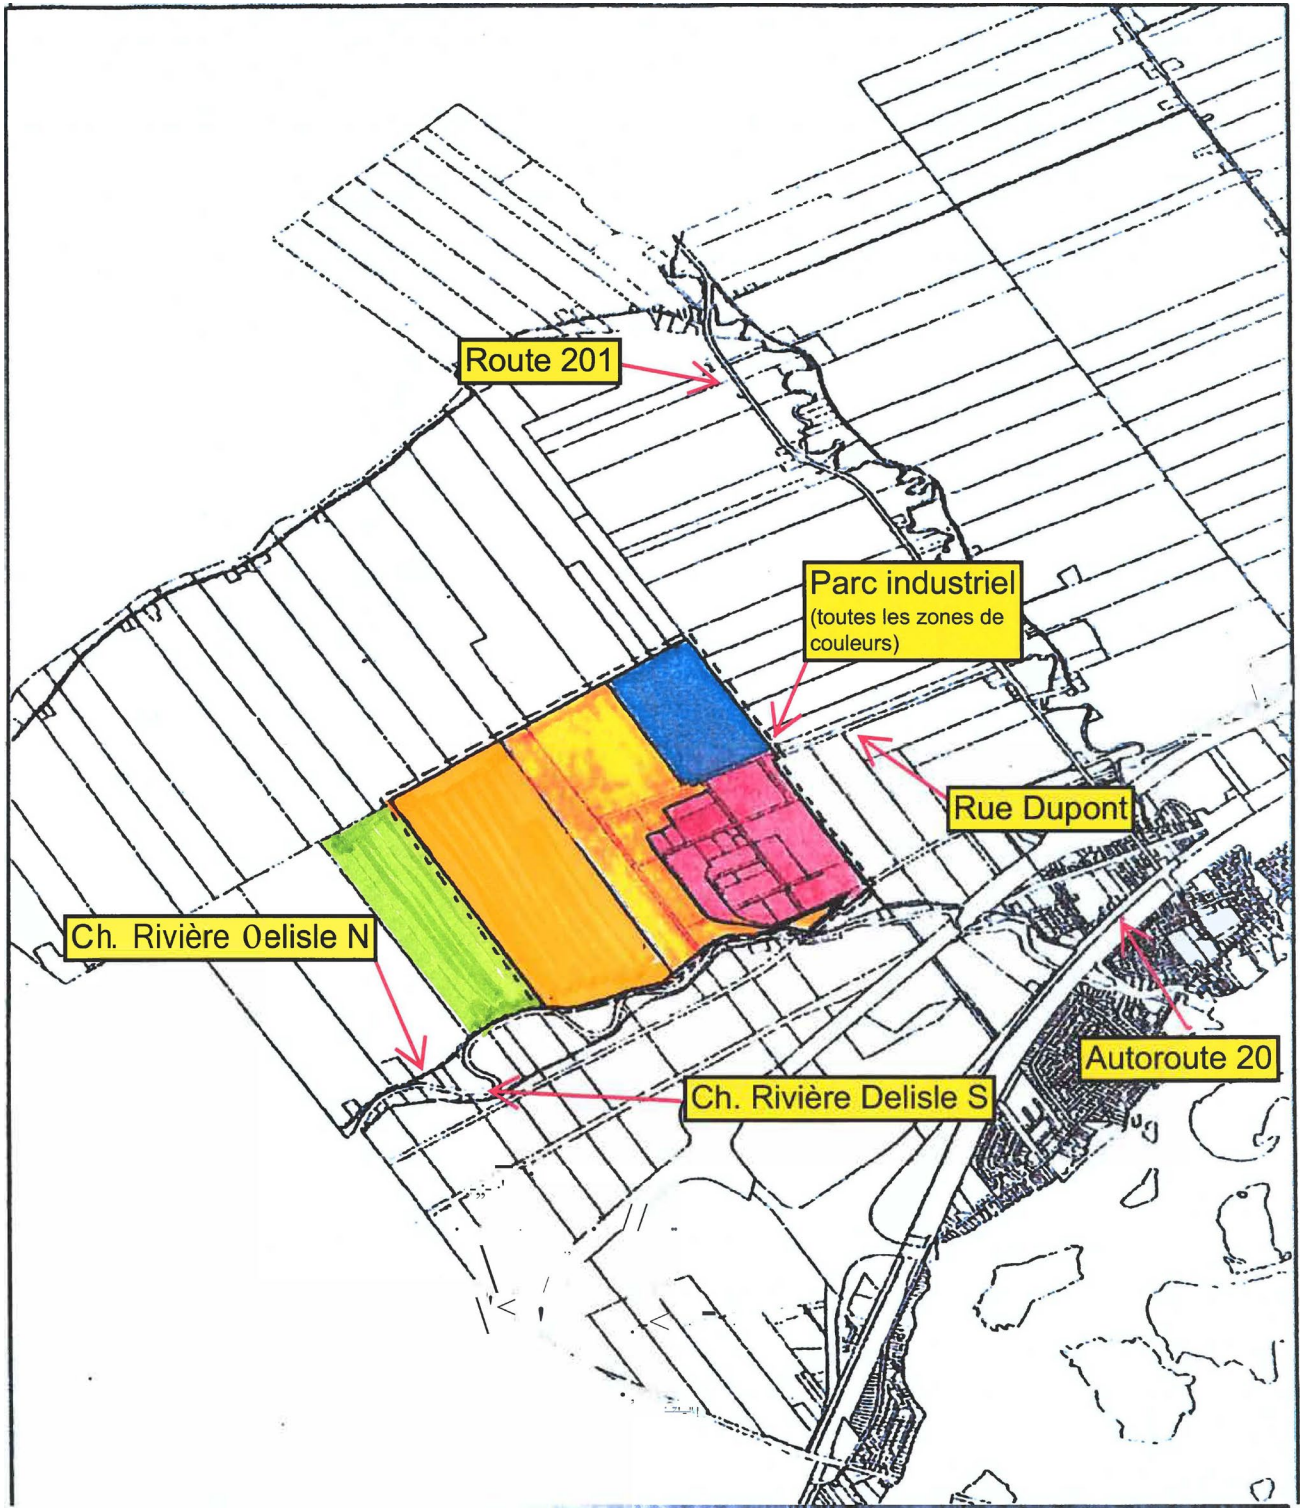 Route 201
Parc industriel
(toutes les zones de
couleurs)
Rue Dupont
Ch. Rivière 0elisle N
Autoroute 20
Ch. Rivière Delisle S